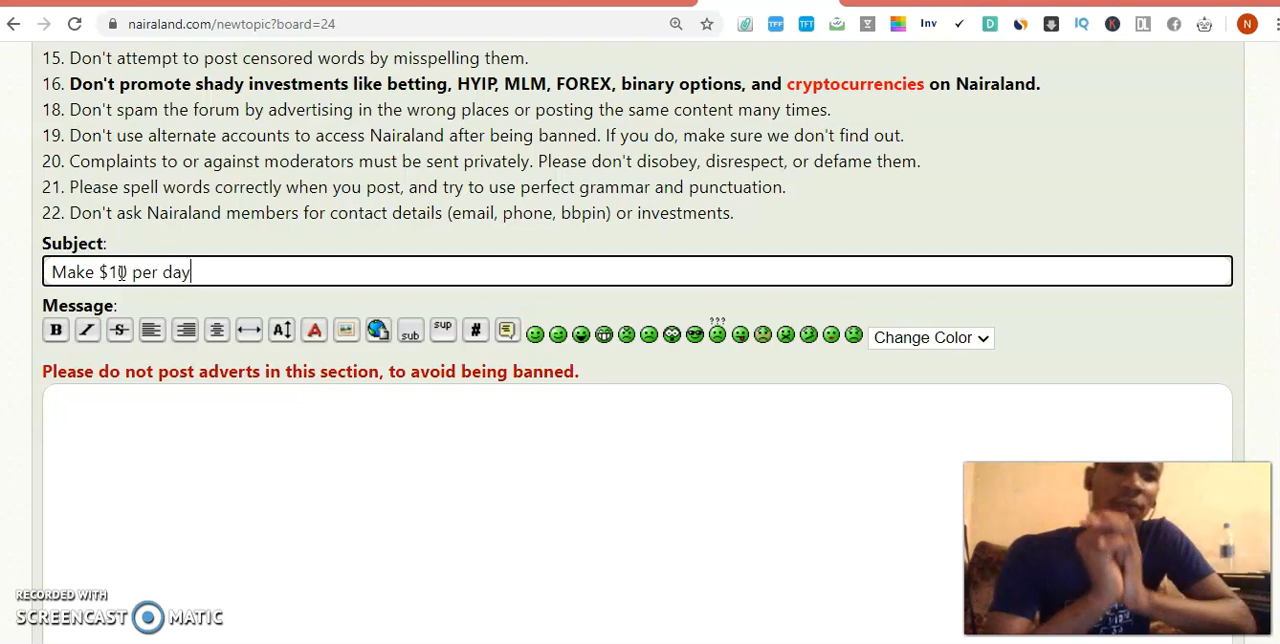 nairaland.com/newtopic?board=24
TFF
TFT
Inv
D
IQ
K
DL
N
15. Don't attempt to post censored words by misspelling them.
16. Don't promote shady investments like betting, HYIP, MLM, FOREX, binary options, and cryptocurrencies on Nairaland.
18. Don't spam the forum by advertising in the wrong places or posting the same content many times.
19. Don't use alternate accounts to access Nairaland after being banned. If you do, make sure we don't find out.
20. Complaints to or against moderators must be sent privately. Please don't disobey, disrespect, or defame them.
21. Please spell words correctly when you post, and try to use perfect grammar and punctuation.
22. Don't ask Nairaland members for contact details (email, phone, bbpin) or investments.
Subject:
Make $10 per day
Message:
B I S A A sub sup # ??? Change Color
Please do not post adverts in this section, to avoid being banned.
RECORDED WITH
SCREENCAST MATIC